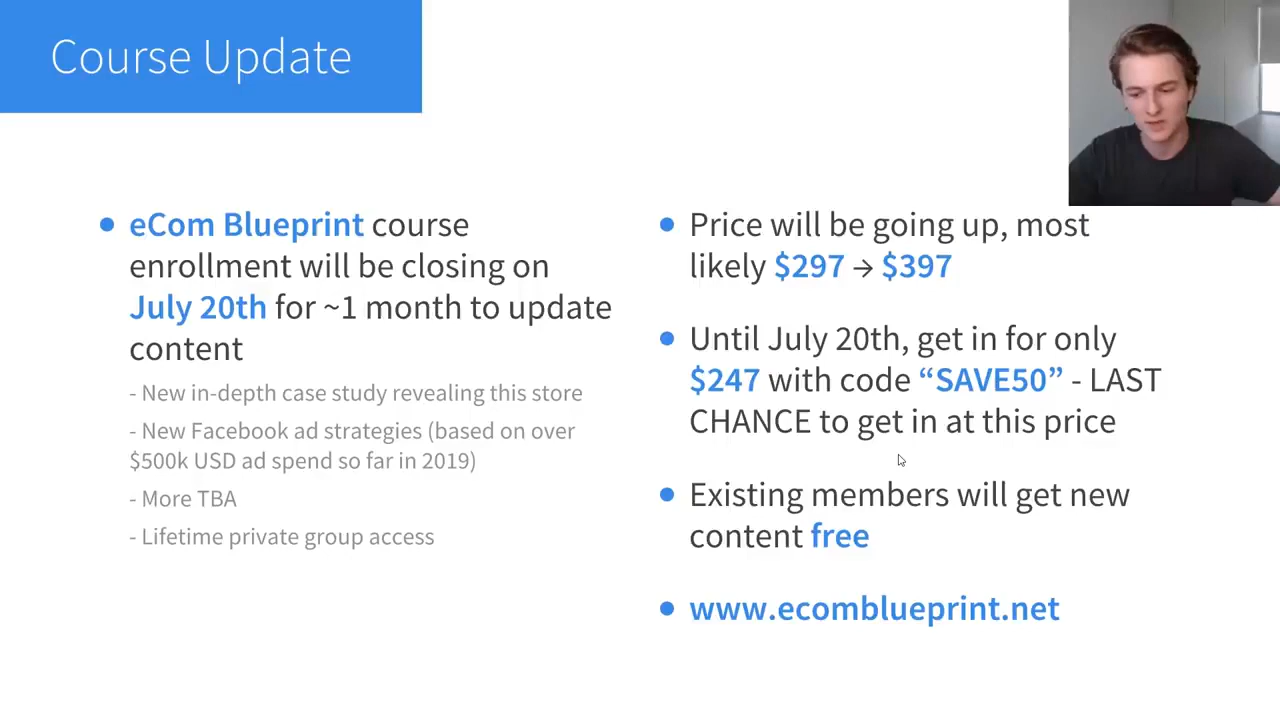 Course Update
eCom Blueprint course
enrollment will be closing on
July 20th for ~1 month to update
content
- New in-depth case study revealing this store
- New Facebook ad strategies (based on over
$500k USD ad spend so far in 2019)
- More TBA
- Lifetime private group access
Price will be going up, most
likely $297 → $397
Until July 20th, get in for only
$247 with code “SAVE50” - LAST
CHANCE to get in at this price
Existing members will get new
content free
www.ecomblueprint.net